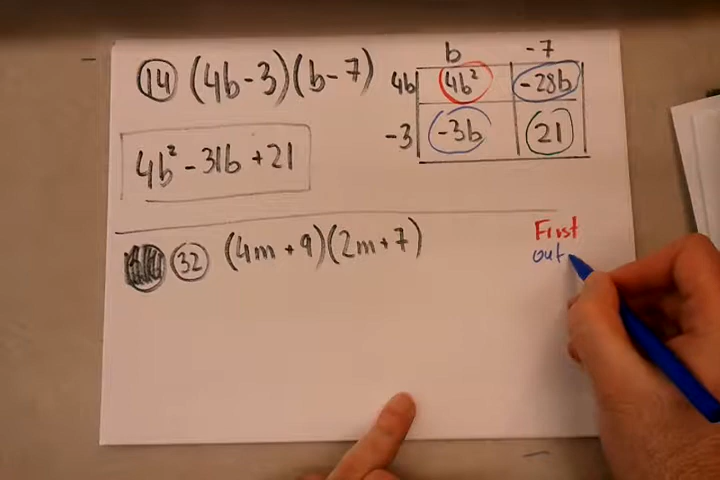 14 (4b-3)(b-7)
b -7
4b 4b² -28b
-3 -3b 21
4b² - 31b + 21
32 (4m + 9)(2m+7)
First
out